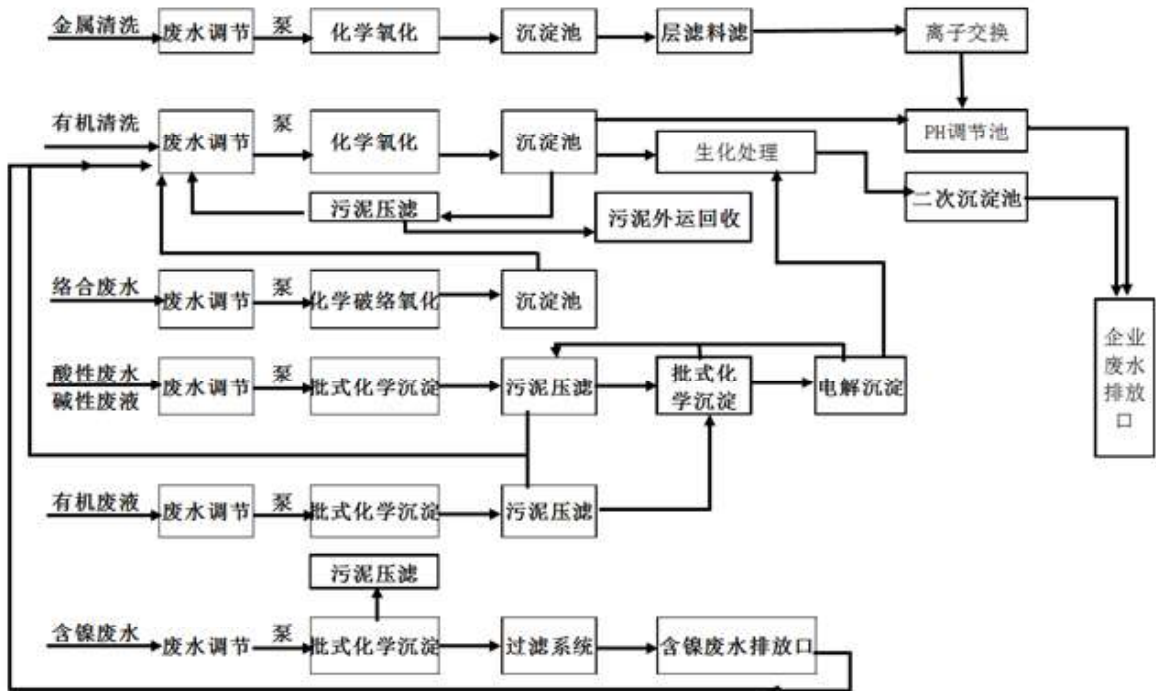 金属清洗
废水调节
泵
化学氧化
沉淀池
层滤料滤
离子交换
有机清洗
废水调节
泵
化学氧化
沉淀池
生化处理
PH调节池
二次沉淀池
污泥压滤
污泥外运回收
络合废水
废水调节
泵
化学破络氧化
沉淀池
酸性废水
碱性废液
废水调节
泵
批式化学沉淀
污泥压滤
批式化
学沉淀
电解沉淀
企业
废水
排放
口
有机废液
废水调节
泵
批式化学沉淀
污泥压滤
污泥压滤
含镍废水
废水调节
泵
批式化学沉淀
过滤系统
含镍废水排放口